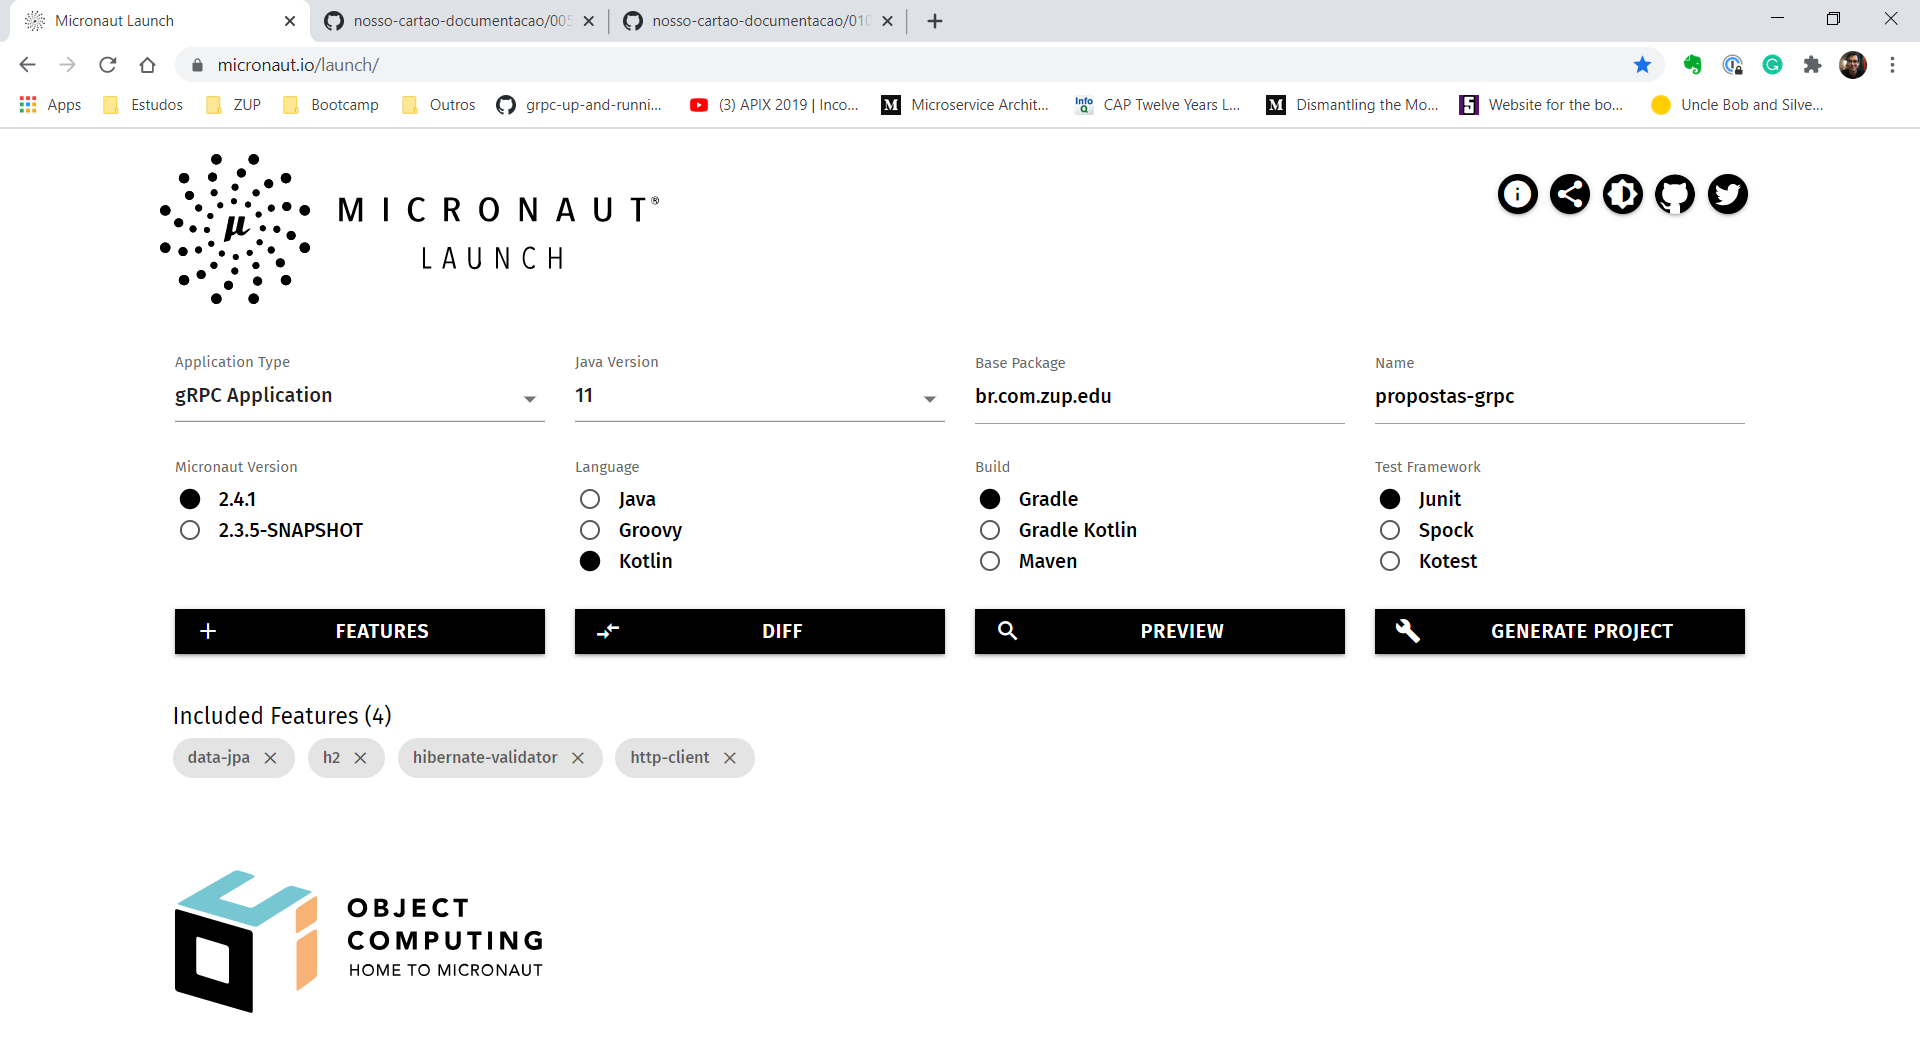 Micronaut Launch
nosso-cartao-documentacao/005
nosso-cartao-documentacao/010
micronaut.io/launch/
Apps
Estudos
ZUP
Bootcamp
Outros
grpc-up-and-runni...
(3) APIX 2019 | Inco...
Microservice Archit...
CAP Twelve Years L...
Dismantling the Mo...
Website for the bo...
Uncle Bob and Silve...
MICRONAUT®
LAUNCH
Application Type
Java Version
Base Package
Name
gRPC Application
11
br.com.zup.edu
propostas-grpc
Micronaut Version
Language
Build
Test Framework
2.4.1
Java
Gradle
Junit
2.3.5-SNAPSHOT
Groovy
Gradle Kotlin
Spock
Kotlin
Maven
Kotest
FEATURES
DIFF
PREVIEW
GENERATE PROJECT
Included Features (4)
data-jpa
h2
hibernate-validator
http-client
OBJECT
COMPUTING
HOME TO MICRONAUT